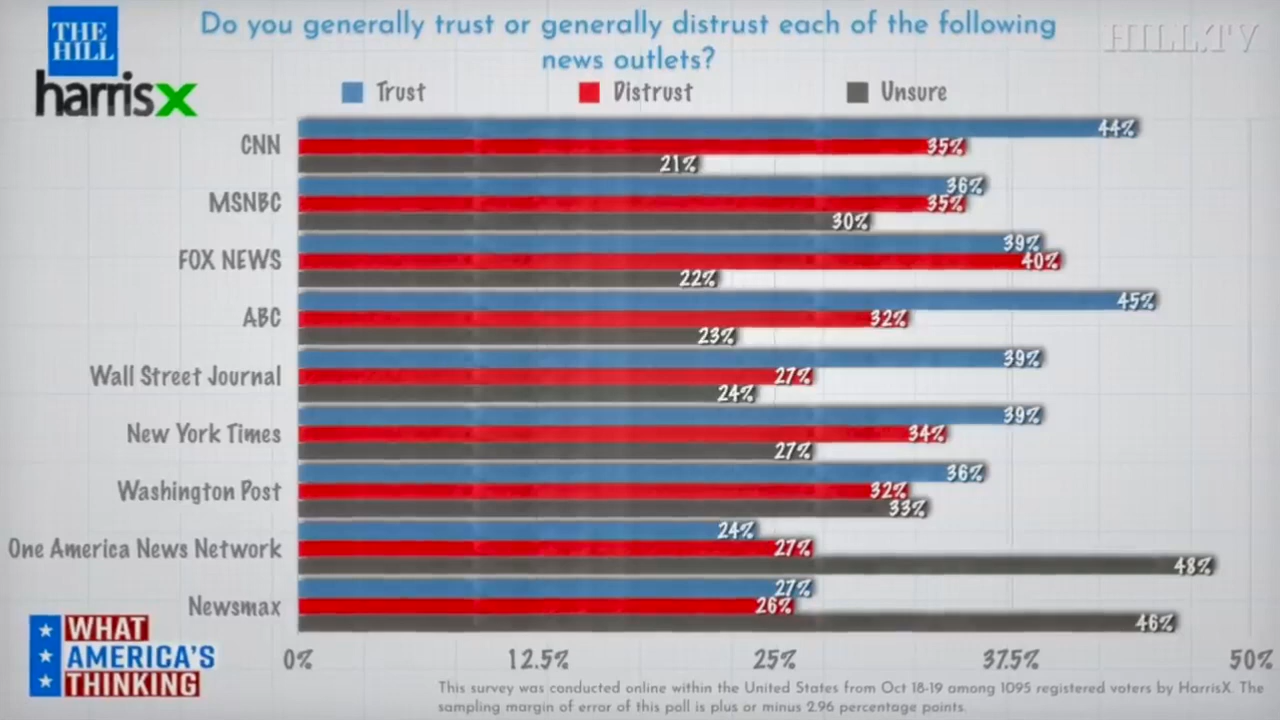 THE
HILL
harrisx
Do you generally trust or generally distrust each of the following
news outlets?
HILL.TV
Trust Distrust Unsure
CNN 44% 35% 21%
MSNBC 36% 35% 30%
FOX NEWS 39% 40% 22%
ABC 45% 32% 23%
Wall Street Journal 39% 27% 24%
New York Times 39% 34% 27%
Washington Post 36% 32% 33%
One America News Network 24% 27% 48%
Newsmax 27% 26% 46%
0% 12.5% 25% 37.5% 50%
WHAT
AMERICA'S
THINKING
This survey was conducted online within the United States from Oct 18-19 among 1095 registered voters by HarrisX. The
sampling margin of error of this poll is plus or minus 2.96 percentage points.